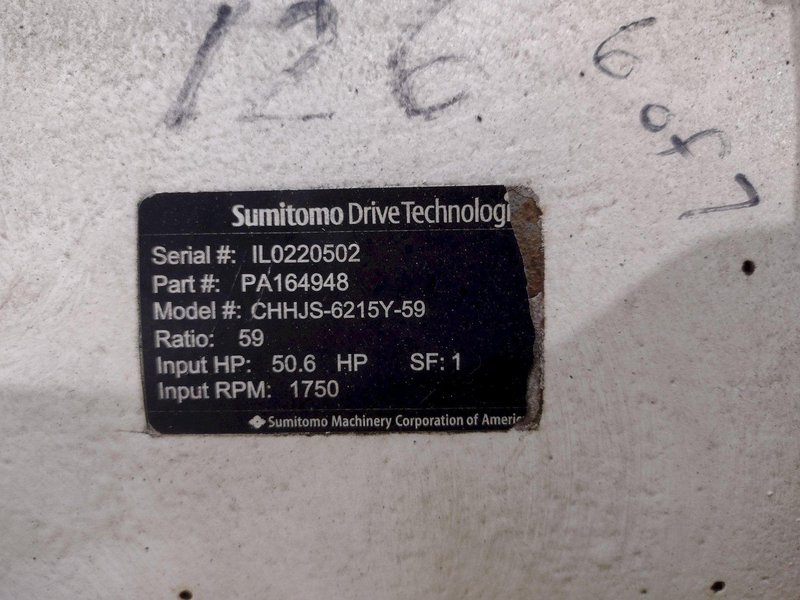 126
6 of 7
Sumitomo Drive Technologi
Serial #: IL0220502
Part #: PA164948
Model #: CHHJS-6215Y-59
Ratio: 59
Input HP: 50.6 HP SF: 1
Input RPM: 1750
Sumitomo Machinery Corporation of Americ